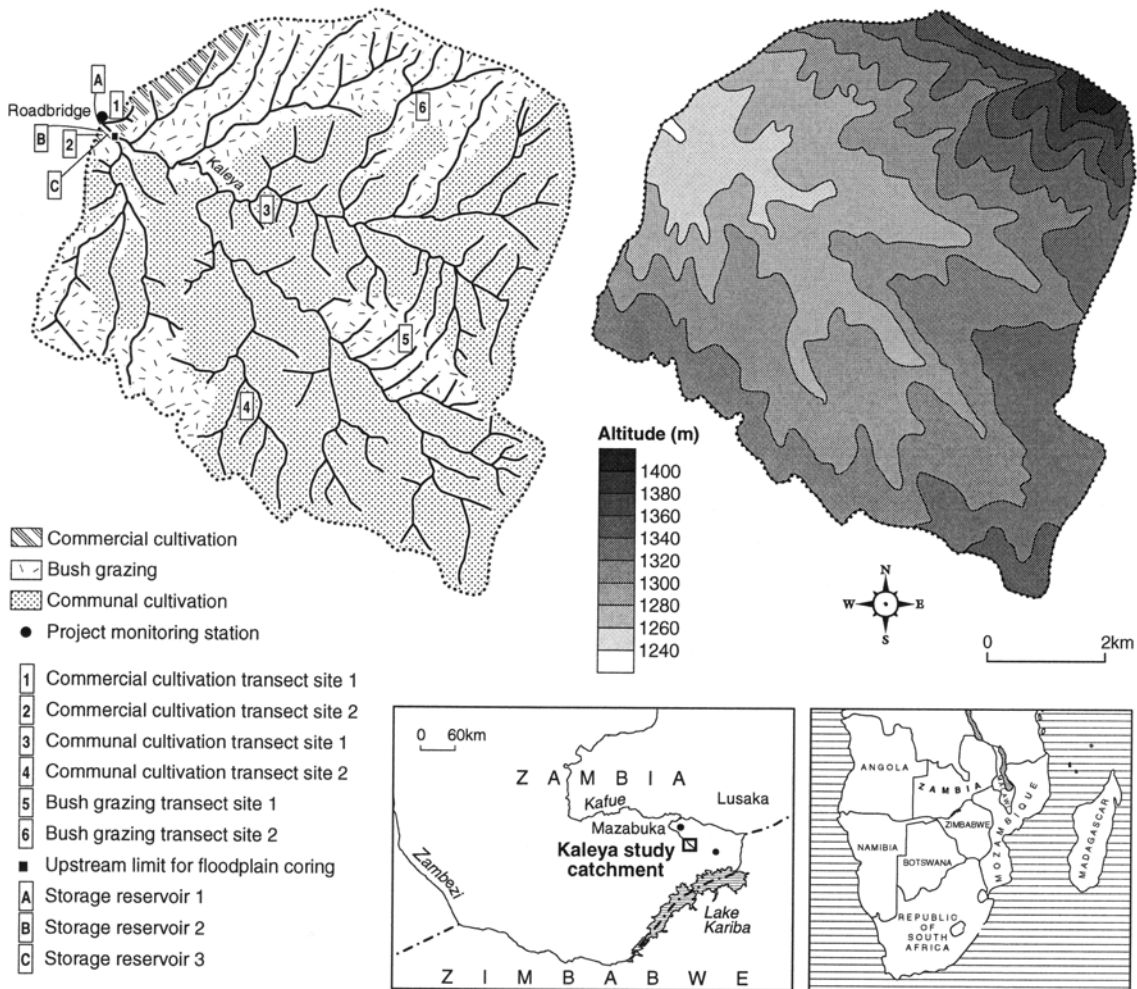 A
1
Roadbridge
B
2
C
Kaleya
6
3
5
4
Commercial cultivation
Bush grazing
Communal cultivation
Project monitoring station
1 Commercial cultivation transect site 1
2 Commercial cultivation transect site 2
3 Communal cultivation transect site 1
4 Communal cultivation transect site 2
5 Bush grazing transect site 1
6 Bush grazing transect site 2
Upstream limit for floodplain coring
A Storage reservoir 1
B Storage reservoir 2
C Storage reservoir 3
Altitude (m)
1400
1380
1360
1340
1320
1300
1280
1260
1240
N
W E
S
0 2km
0 60km
ZAMBIA
Kafue
Lusaka
Mazabuka
Kaleya study
catchment
Zambezi
Lake
Kariba
ZIMBABWE
ANGOLA
ZAMBIA
ZIMBABWE
MOZAMBIQUE
NAMIBIA
BOTSWANA
MADAGASCAR
REPUBLIC
OF
SOUTH
AFRICA